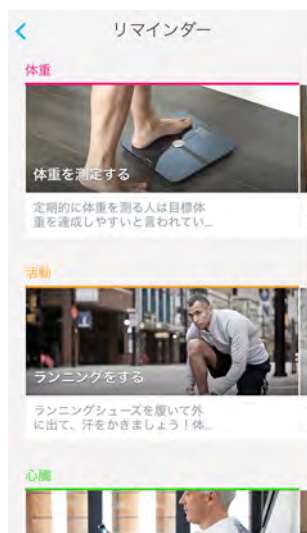 リマインダー
体重
体重を測定する
定期的に体重を測る人は目標体
重を達成しやすいと言われてい...
活動
ランニングをする
ランニングシューズを履いて外
に出て、汗をかきましょう！体...
心臓